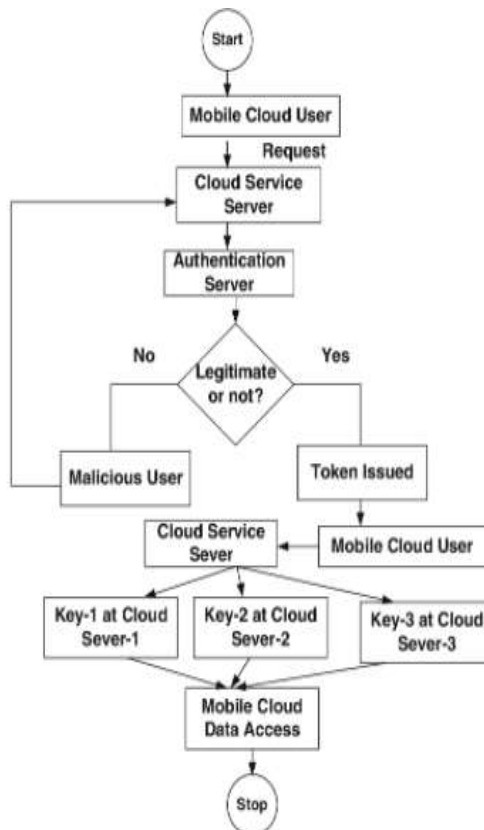 Start
Mobile Cloud User
Request
Cloud Service
Server
Authentication
Server
No
Yes
Legitimate
or not?
Malicious User
Token Issued
Cloud Service
Sever
Mobile Cloud User
Key-1 at Cloud
Sever-1
Key-2 at Cloud
Sever-2
Key-3 at Cloud
Sever-3
Mobile Cloud
Data Access
Stop